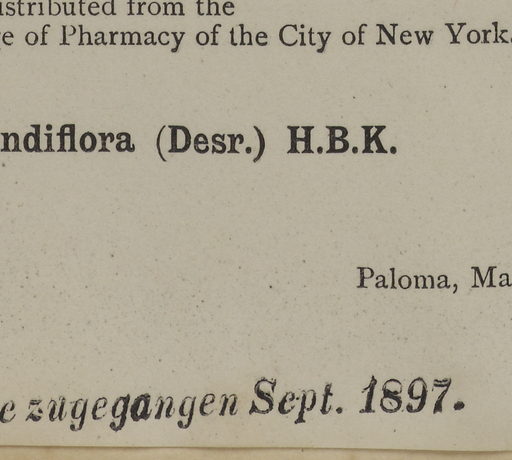 istributed from the
e of Pharmacy of the City of New York.
ndiflora (Desr.) H.B.K.
Paloma, Ma
e zugegangen Sept. 1897.